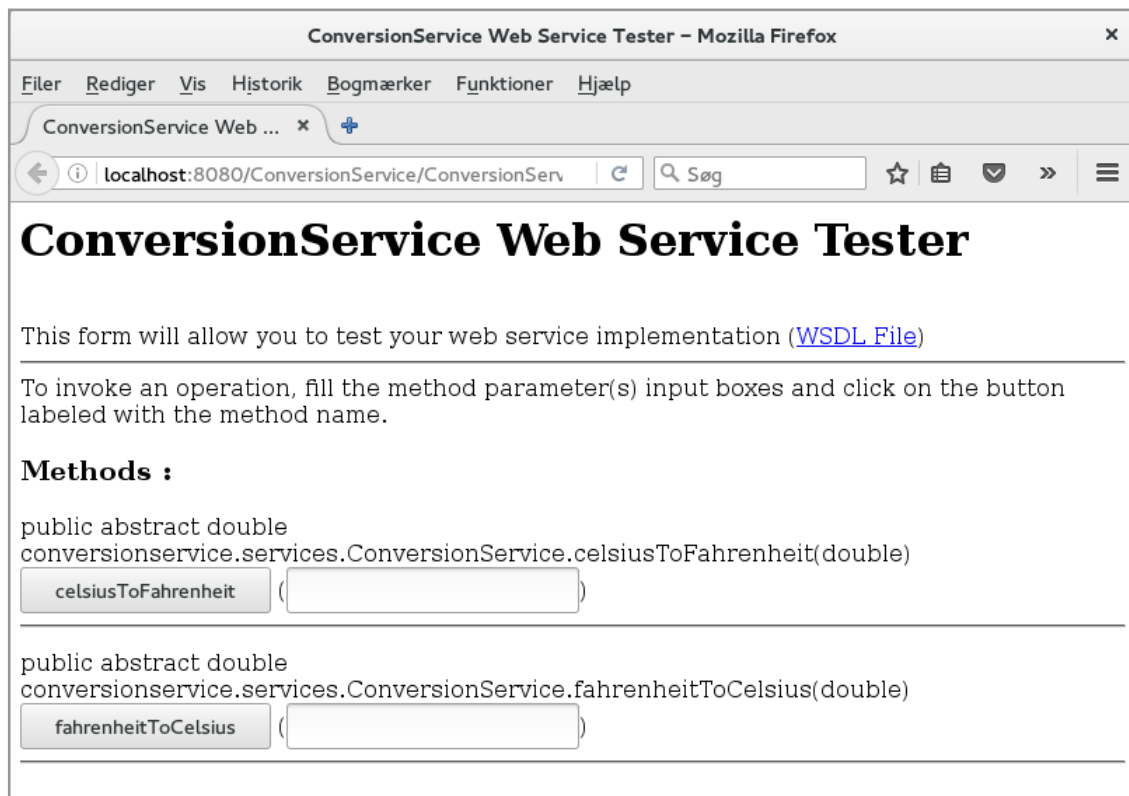 ConversionService Web Service Tester – Mozilla Firefox
Filer Rediger Vis Historik Bogmærker Funktioner Hjælp
ConversionService Web ...
localhost:8080/ConversionService/ConversionServ
Søg
ConversionService Web Service Tester
This form will allow you to test your web service implementation (WSDL File)
To invoke an operation, fill the method parameter(s) input boxes and click on the button
labeled with the method name.
Methods :
public abstract double
conversionservice.services.ConversionService.celsiusToFahrenheit(double)
celsiusToFahrenheit ( )
public abstract double
conversionservice.services.ConversionService.fahrenheitToCelsius(double)
fahrenheitToCelsius ( )